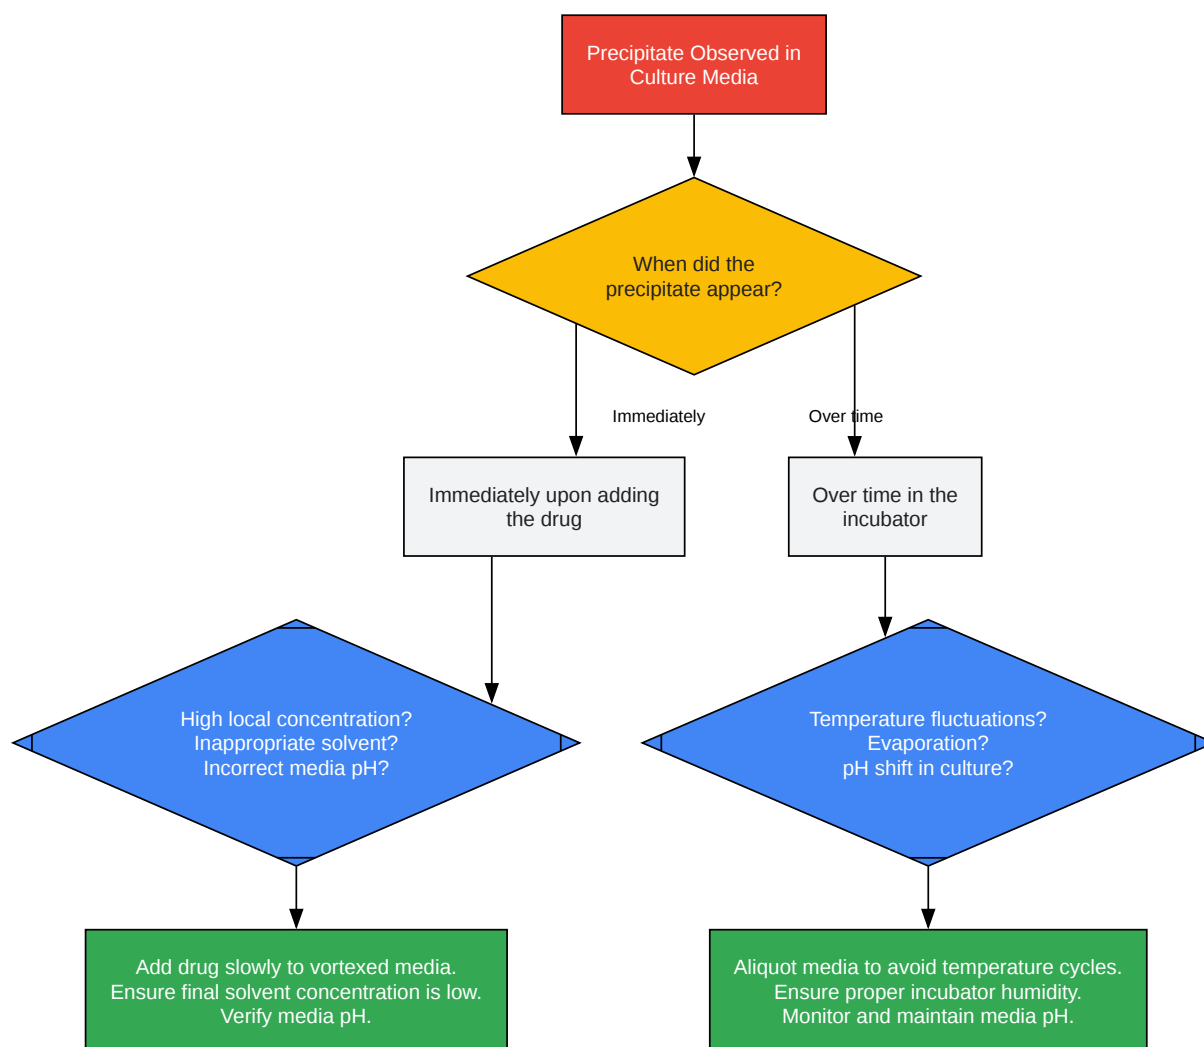 Precipitate Observed in
Culture Media
When did the
precipitate appear?
Immediately
Over time
Immediately upon adding
the drug
Over time in the
incubator
High local concentration?
Inappropriate solvent?
Incorrect media pH?
Temperature fluctuations?
Evaporation?
pH shift in culture?
Add drug slowly to vortexed media.
Ensure final solvent concentration is low.
Verify media pH.
Aliquot media to avoid temperature cycles.
Ensure proper incubator humidity.
Monitor and maintain media pH.